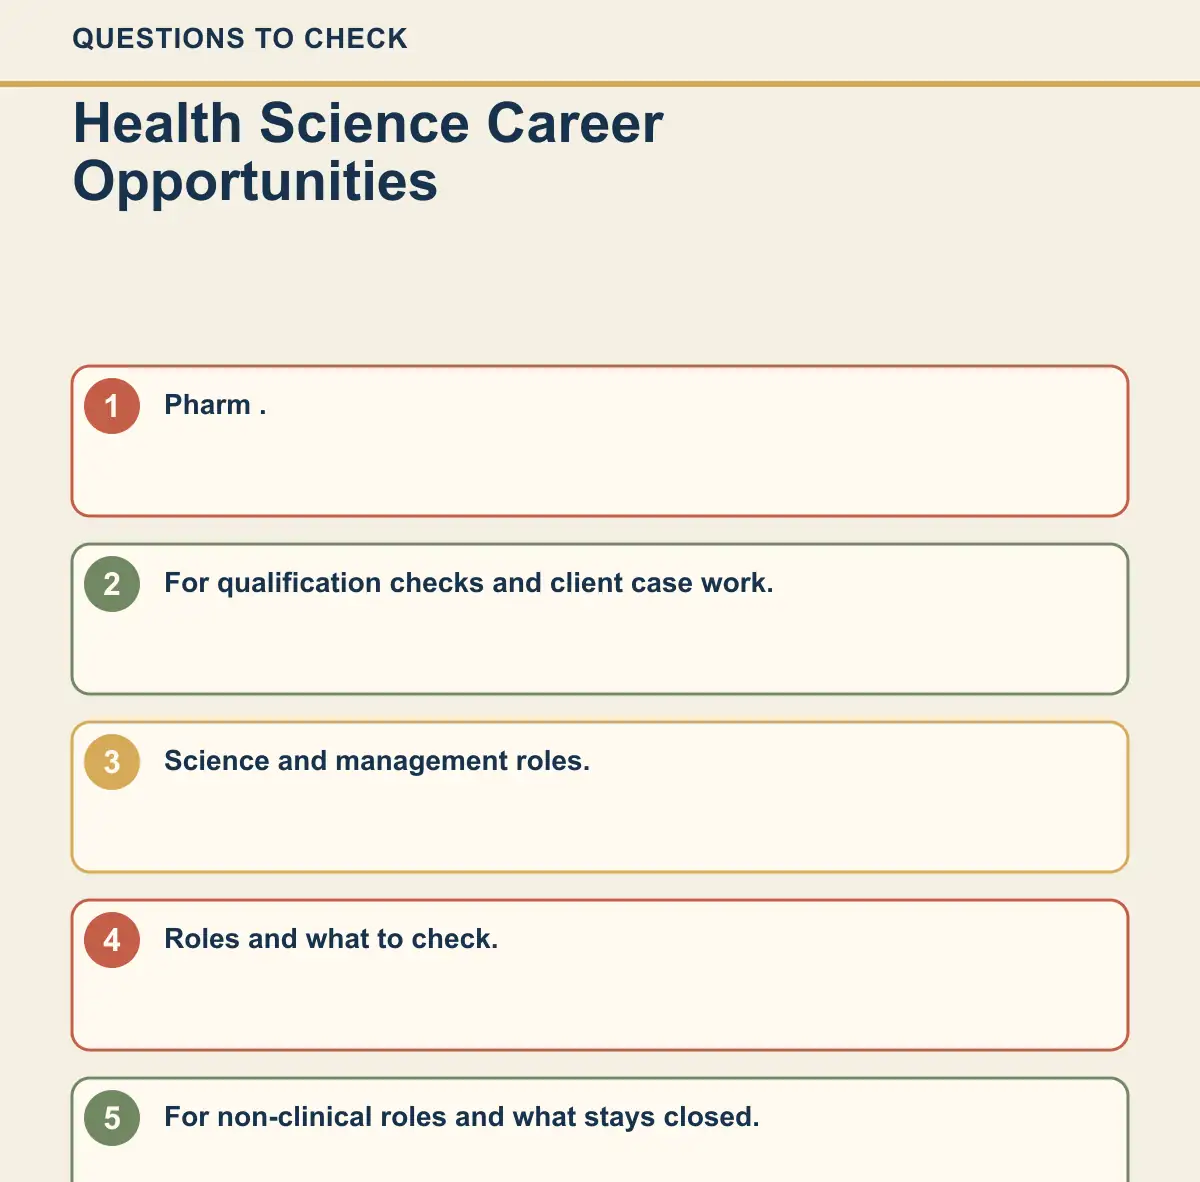 QUESTIONS TO CHECK
Health Science Career
Opportunities
1 Pharm .
2 For qualification checks and client case work.
3 Science and management roles.
4 Roles and what to check.
5 For non-clinical roles and what stays closed.